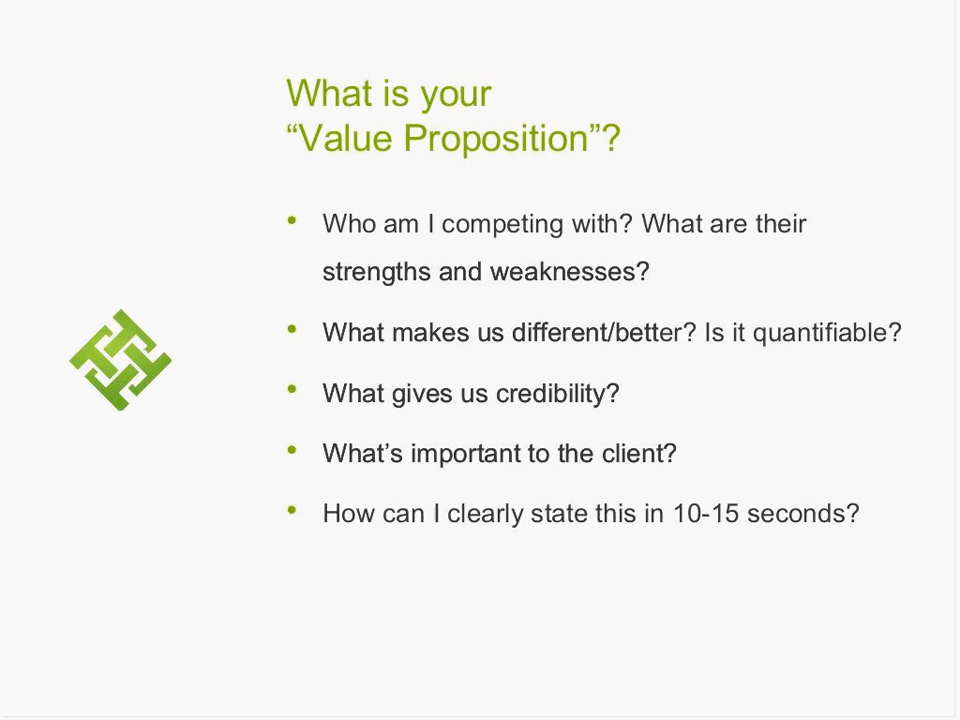 What is your
“Value Proposition”?
• Who am I competing with? What are their
strengths and weaknesses?
• What makes us different/better? Is it quantifiable?
• What gives us credibility?
• What’s important to the client?
• How can I clearly state this in 10-15 seconds?